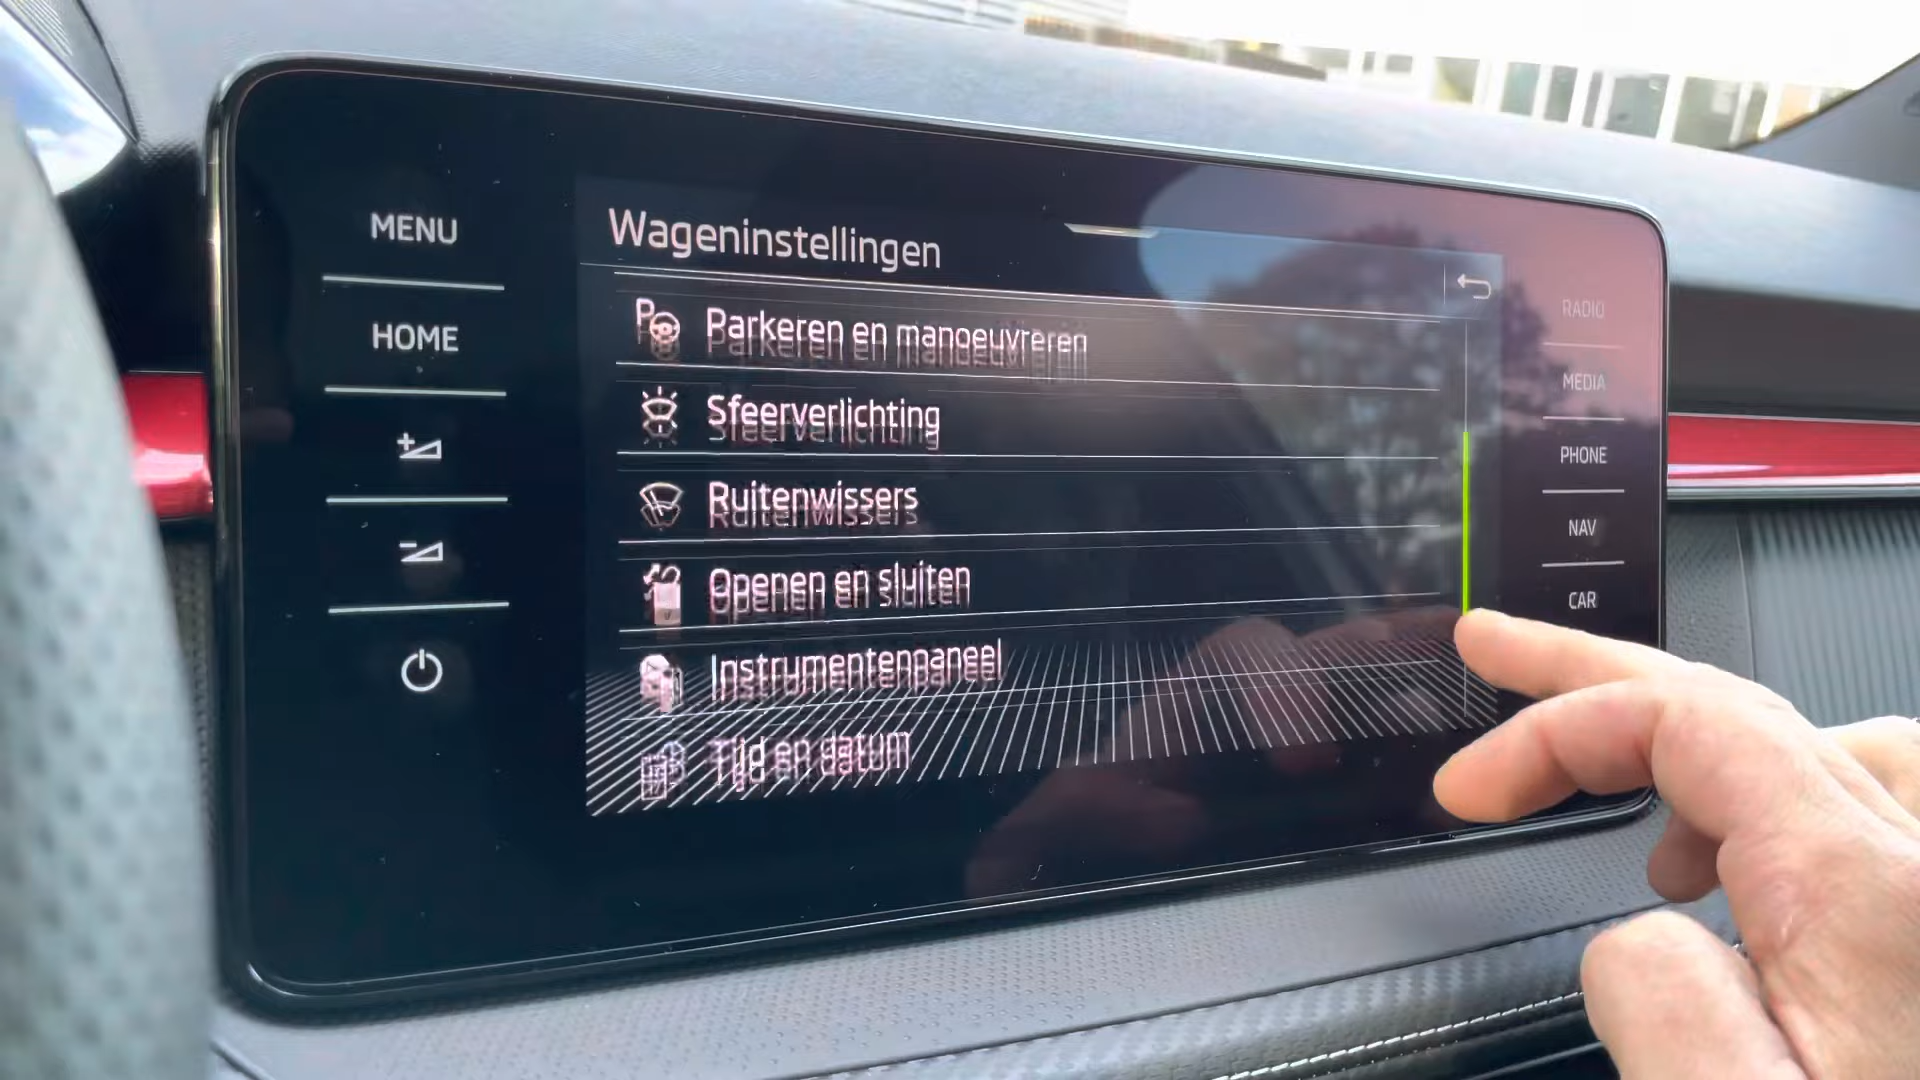 MENU
HOME
Wageninstellingen
Parkeren en manoeuvreren
Sfeerverlichting
Ruitenwissers
Openen en sluiten
Instrumentenpaneel
Tijd en datum
RADIO
MEDIA
PHONE
NAV
CAR